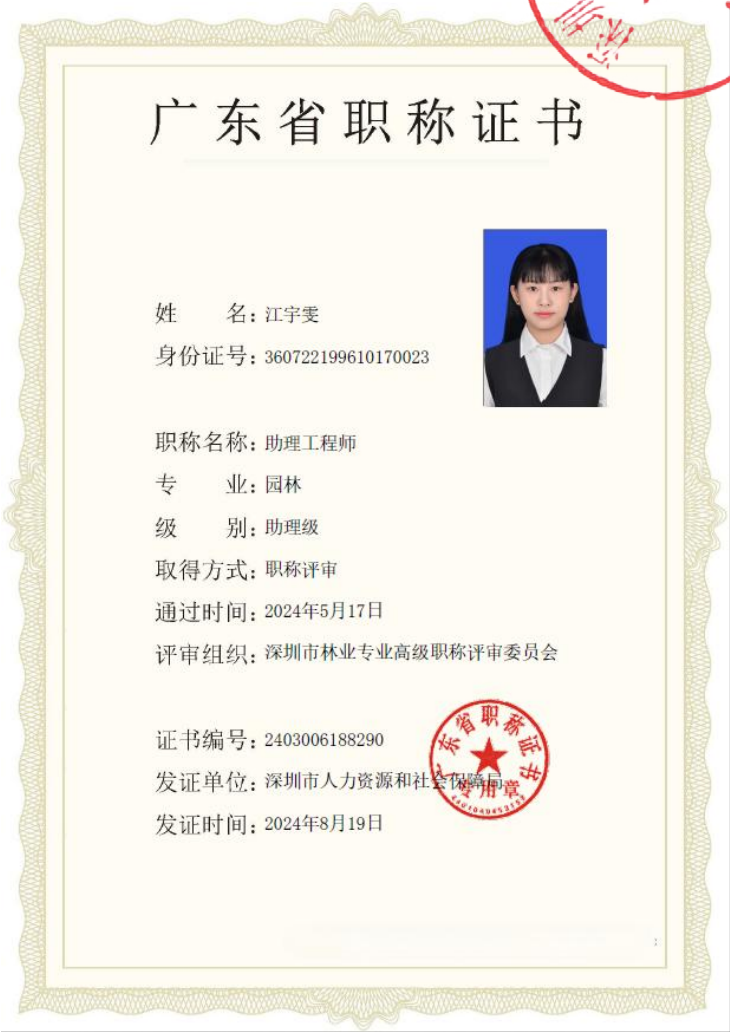 深圳
广东省职称证书
姓 名：江宇雯
身份证号：360722199610170023
职称名称：助理工程师
专 业：园林
级 别：助理级
取得方式：职称评审
通过时间：2024年5月17日
评审组织：深圳市林业专业高级职称评审委员会
证书编号：2403006188290
发证单位：深圳市人力资源和社会保障局
发证时间：2024年8月19日
广东省职称证书
专用章